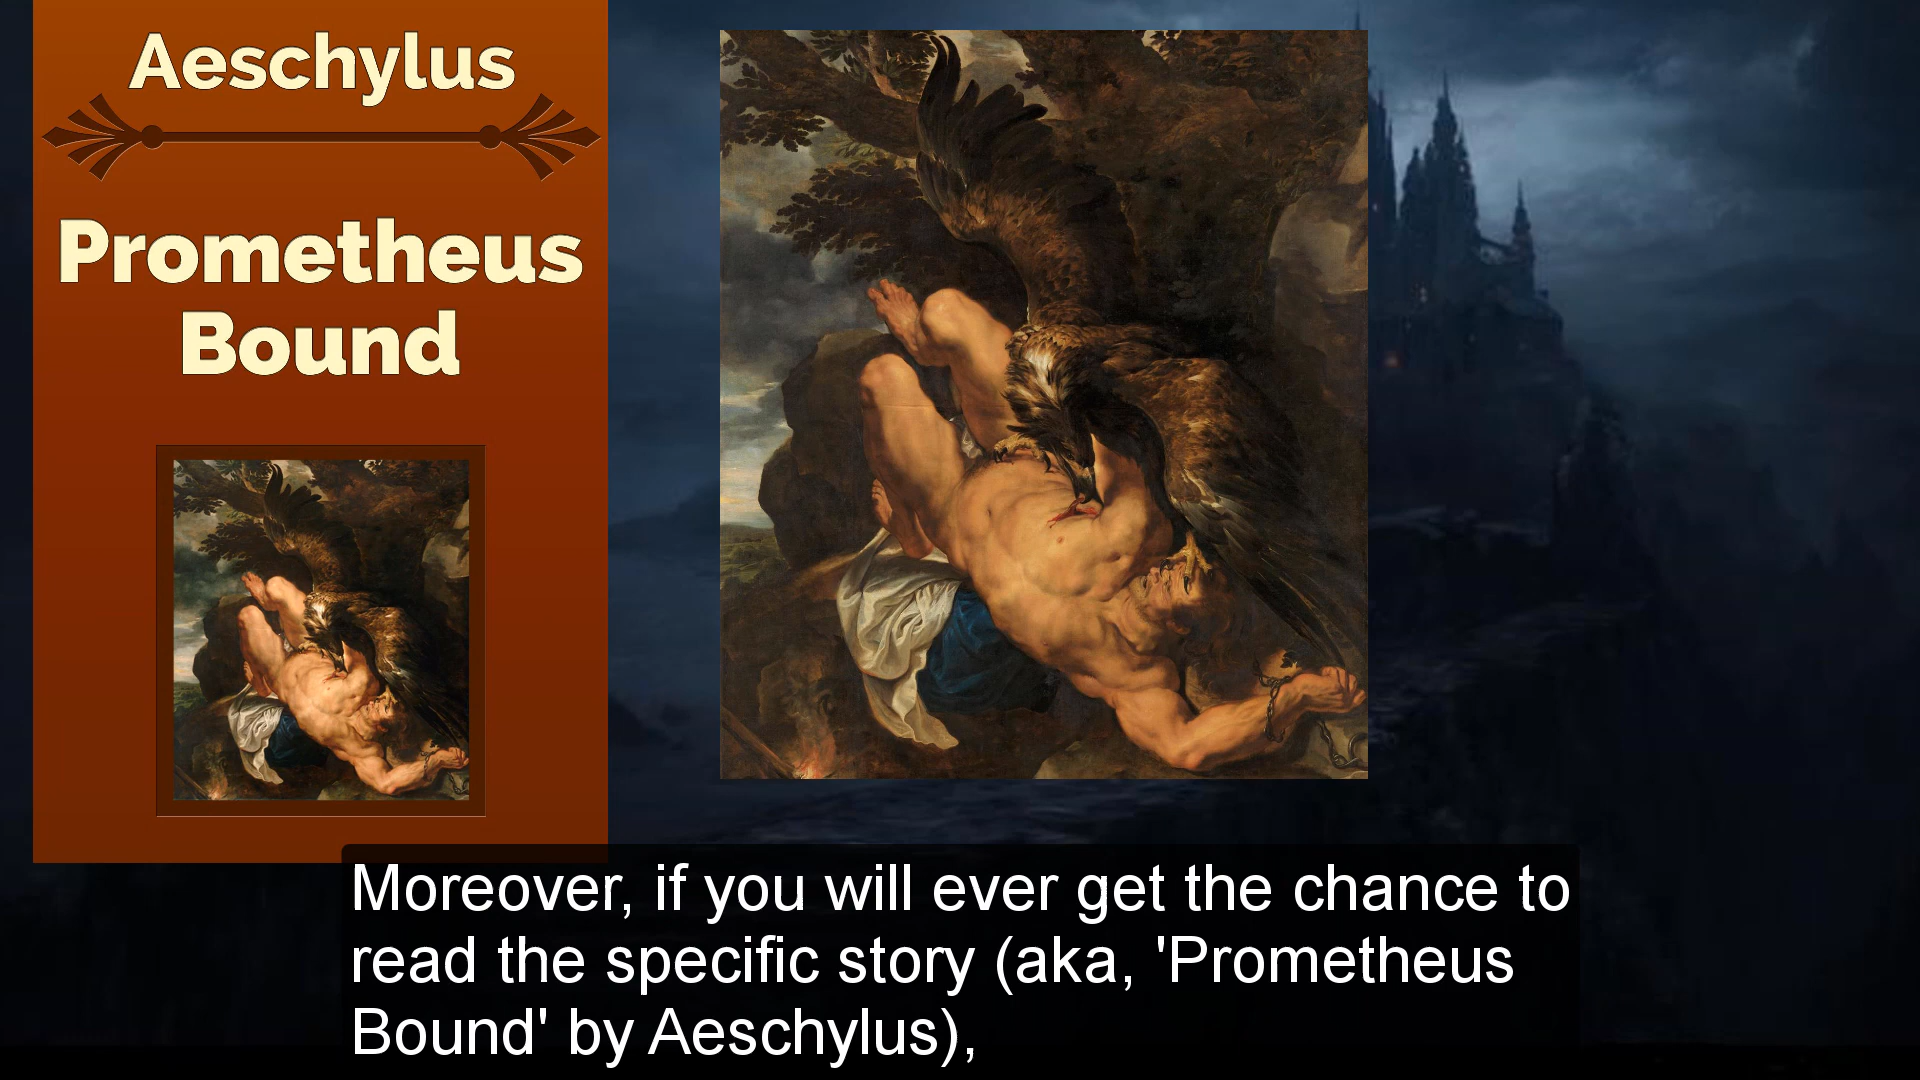 Aeschylus
Prometheus
Bound
Moreover, if you will ever get the chance to
read the specific story (aka, 'Prometheus
Bound' by Aeschylus),